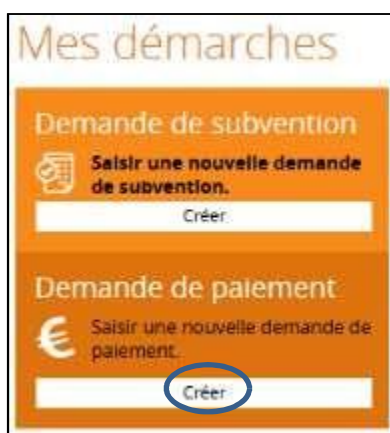 Mes démarches
Demande de subvention
Saisir une nouvelle demande
de subvention.
Créer
Demande de paiement
€ Saisir une nouvelle demande de
paiement.
Créer